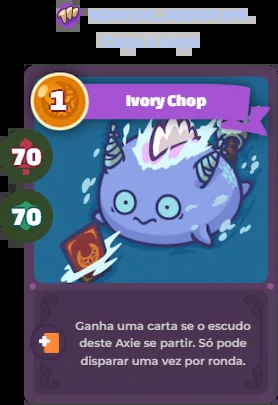 1
Ivory Chop
70
70
Ganha uma carta se o escudo
deste Axie se partir. Só pode
disparar uma vez por ronda.